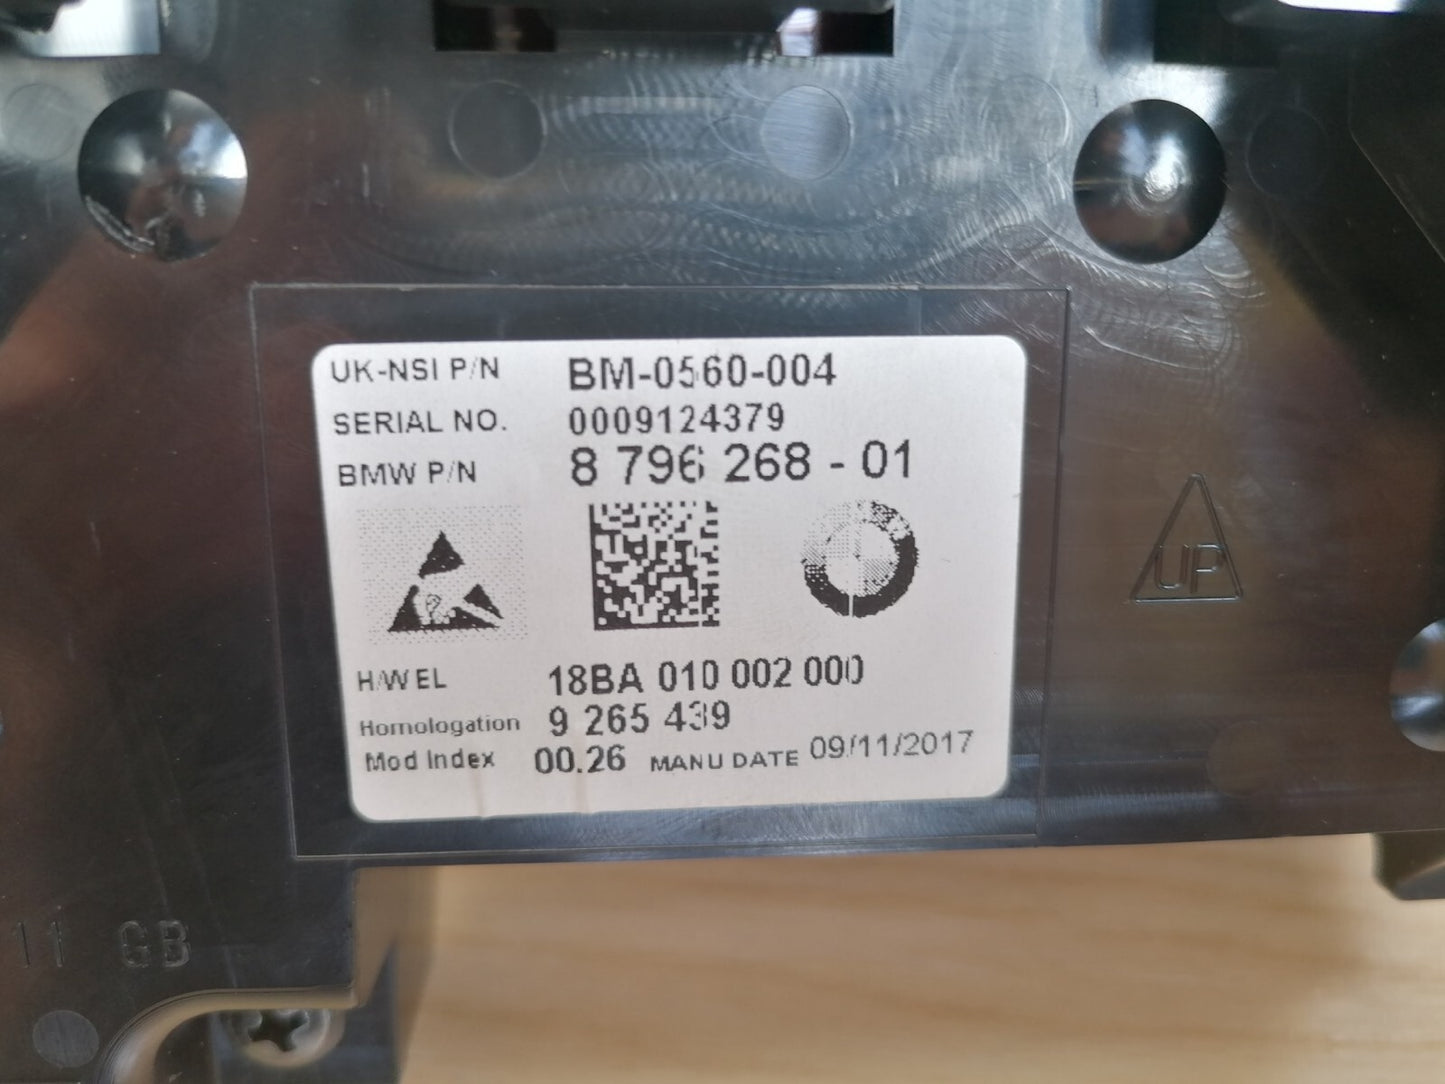 UK-NSI P/N BM-0560-004
SERIAL NO. 0009124379
BMW P/N 8 796 268 - 01
H/W EL 18BA 010 002 000
Homologation 9 265 439
Mod Index 00.26 MANU DATE 09/11/2017
UP
11 GB